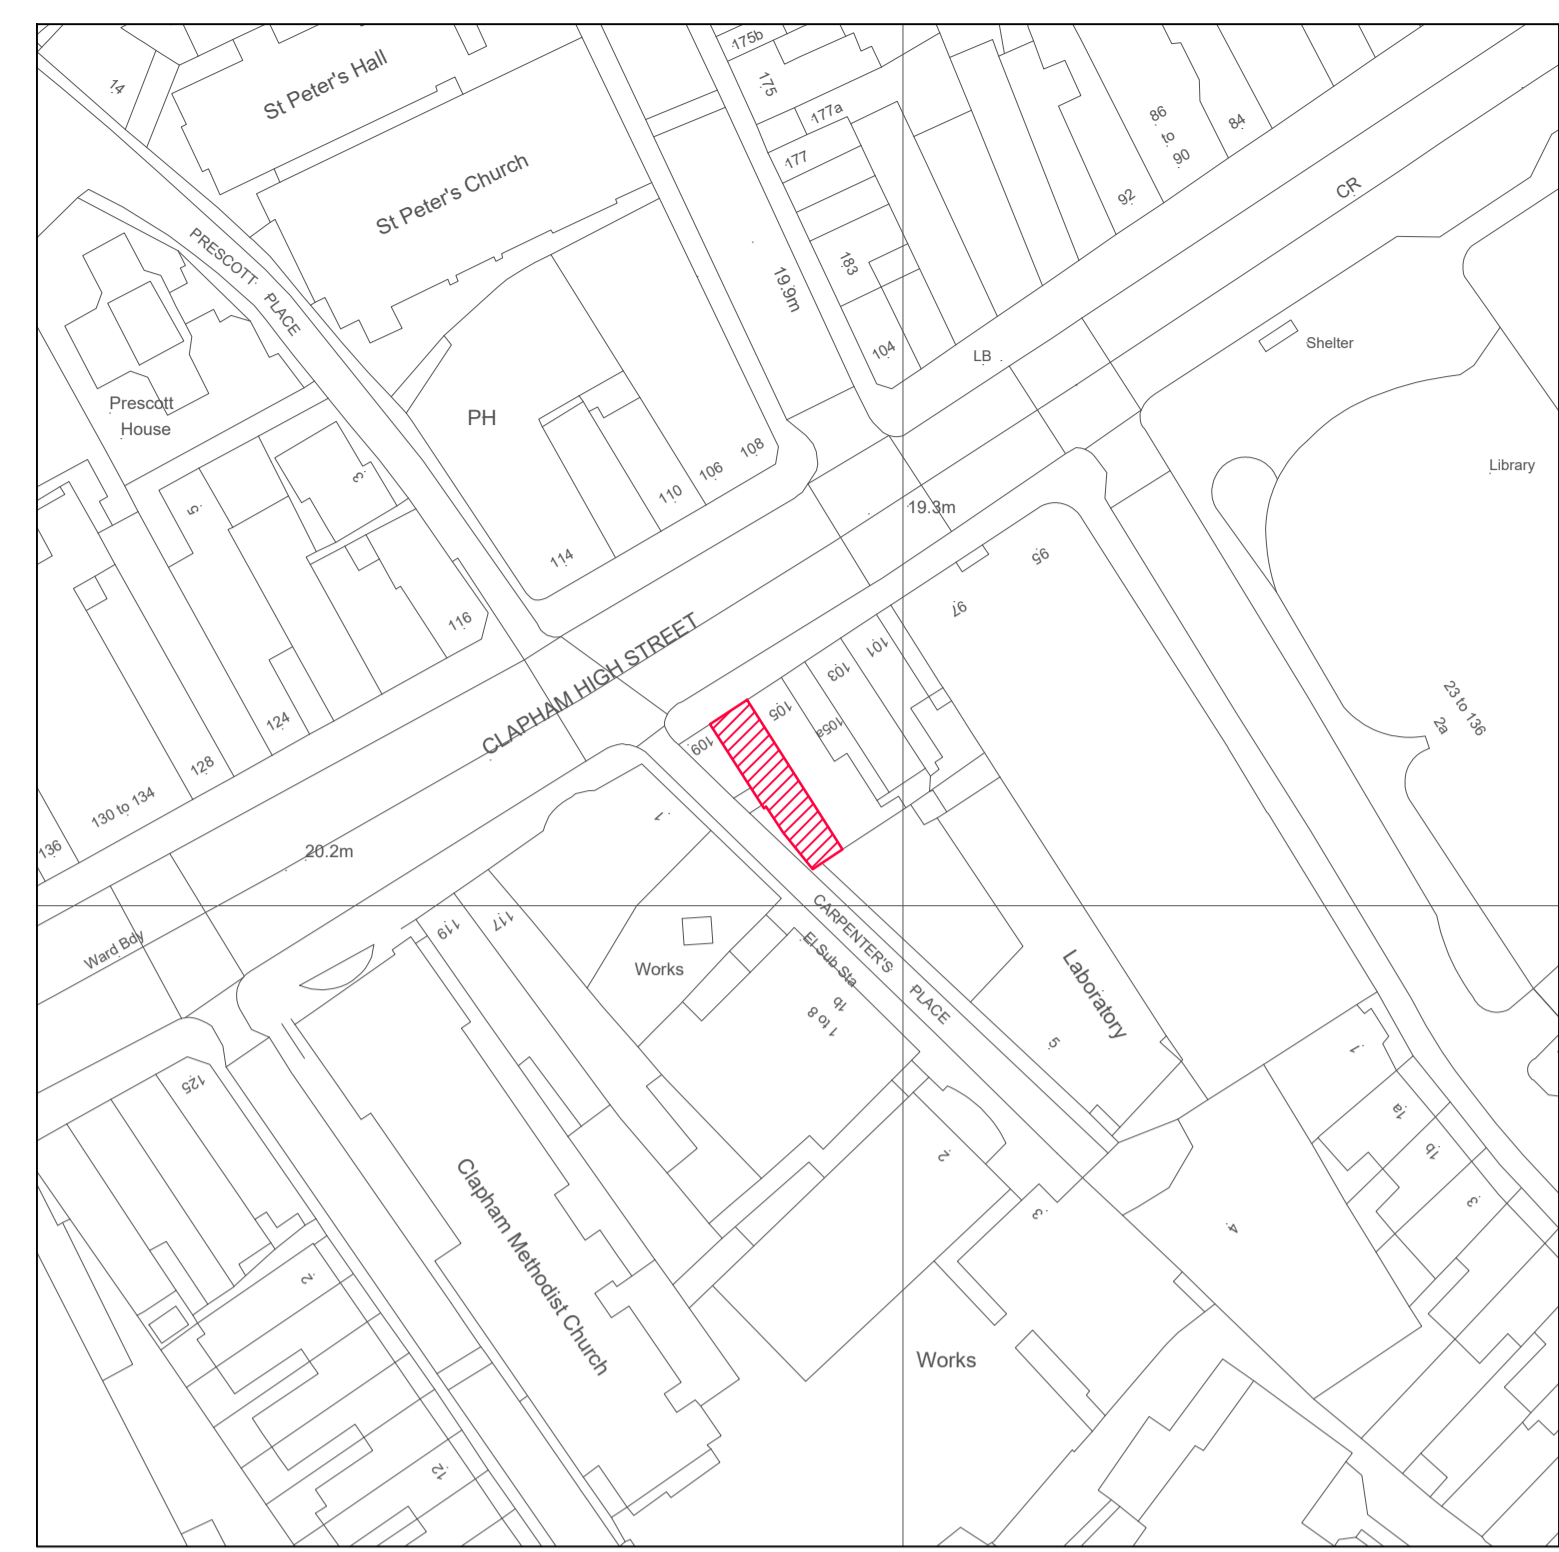 175b
St Peter's Hall
14
175
177a
86
to
90
84
St Peter's Church
177
92
CR
PRESCOTT PLACE
183
19.9m
104
LB
Shelter
Prescott
House
PH
108
106
110
Library
3
5
19.3m
114
95
97
116
101
CLAPHAM HIGH STREET
103
105
105a
109
23 to 136
2a
124
128
130 to 134
136
1
20.2m
119
117
Ward Bdy
CARPENTER'S PLACE
El Sub Sta
1b
1 to 8
Works
Laboratory
5
125
1
1a
1b
3
2
Clapham Methodist Church
3
4
2
Works
12